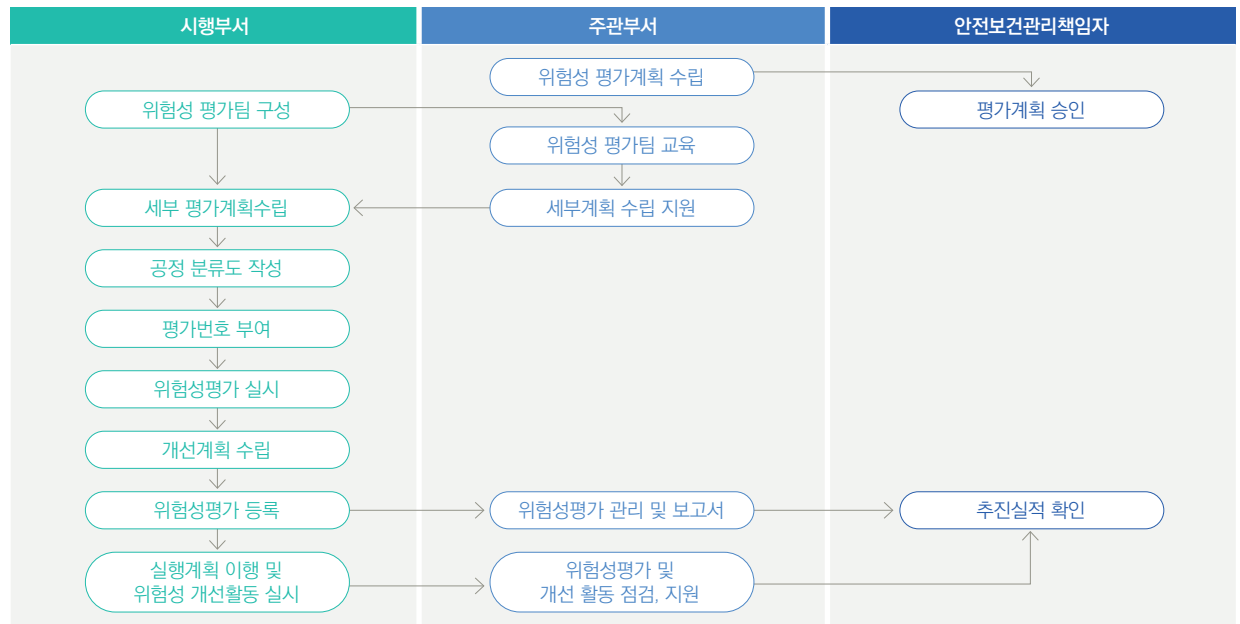 시행부서
주관부서
안전보건관리책임자
위험성 평가계획 수립
평가계획 승인
위험성 평가팀 구성
위험성 평가팀 교육
세부 평가계획수립
세부계획 수립 지원
공정 분류도 작성
평가번호 부여
위험성평가 실시
개선계획 수립
위험성평가 등록
위험성평가 관리 및 보고서
추진실적 확인
실행계획 이행 및
위험성 개선활동 실시
위험성평가 및
개선 활동 점검, 지원